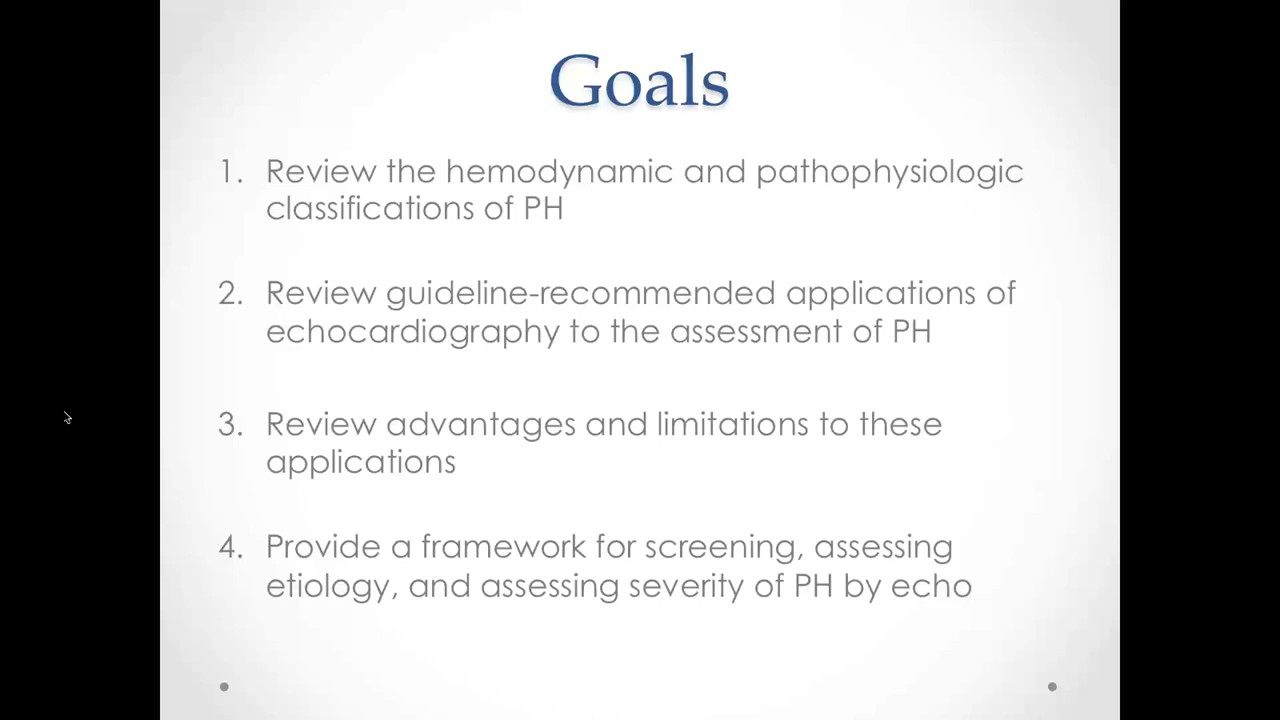 Goals
1. Review the hemodynamic and pathophysiologic
classifications of PH
2. Review guideline-recommended applications of
echocardiography to the assessment of PH
3. Review advantages and limitations to these
applications
4. Provide a framework for screening, assessing
etiology, and assessing severity of PH by echo